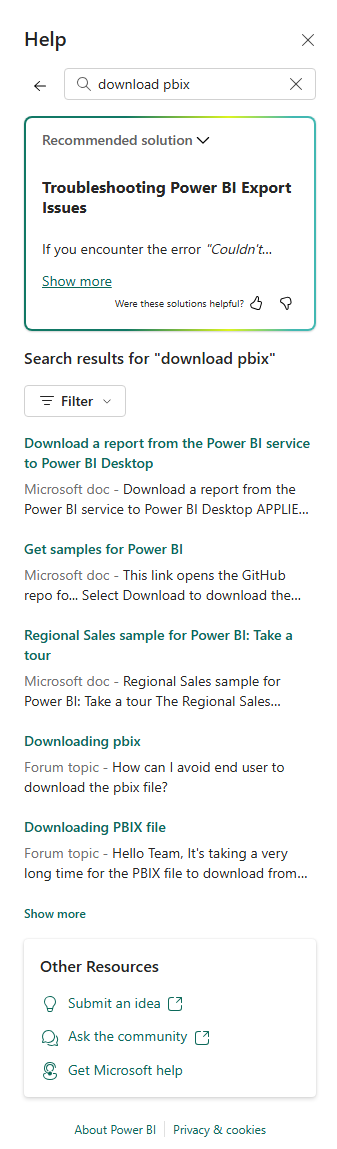 Help
download pbix
Recommended solution
Troubleshooting Power BI Export
Issues
If you encounter the error "Couldn't...
Show more
Were these solutions helpful?
Search results for "download pbix"
Filter
Download a report from the Power BI service
to Power BI Desktop
Microsoft doc - Download a report from the
Power BI service to Power BI Desktop APPLIE...
Get samples for Power BI
Microsoft doc - This link opens the GitHub
repo fo... Select Download to download the...
Regional Sales sample for Power BI: Take a
tour
Microsoft doc - Regional Sales sample for
Power BI: Take a tour The Regional Sales...
Downloading pbix
Forum topic - How can I avoid end user to
download the pbix file?
Downloading PBIX file
Forum topic - Hello Team, It's taking a very
long time for the PBIX file to download from...
Show more
Other Resources
Submit an idea
Ask the community
Get Microsoft help
About Power BI
Privacy & cookies